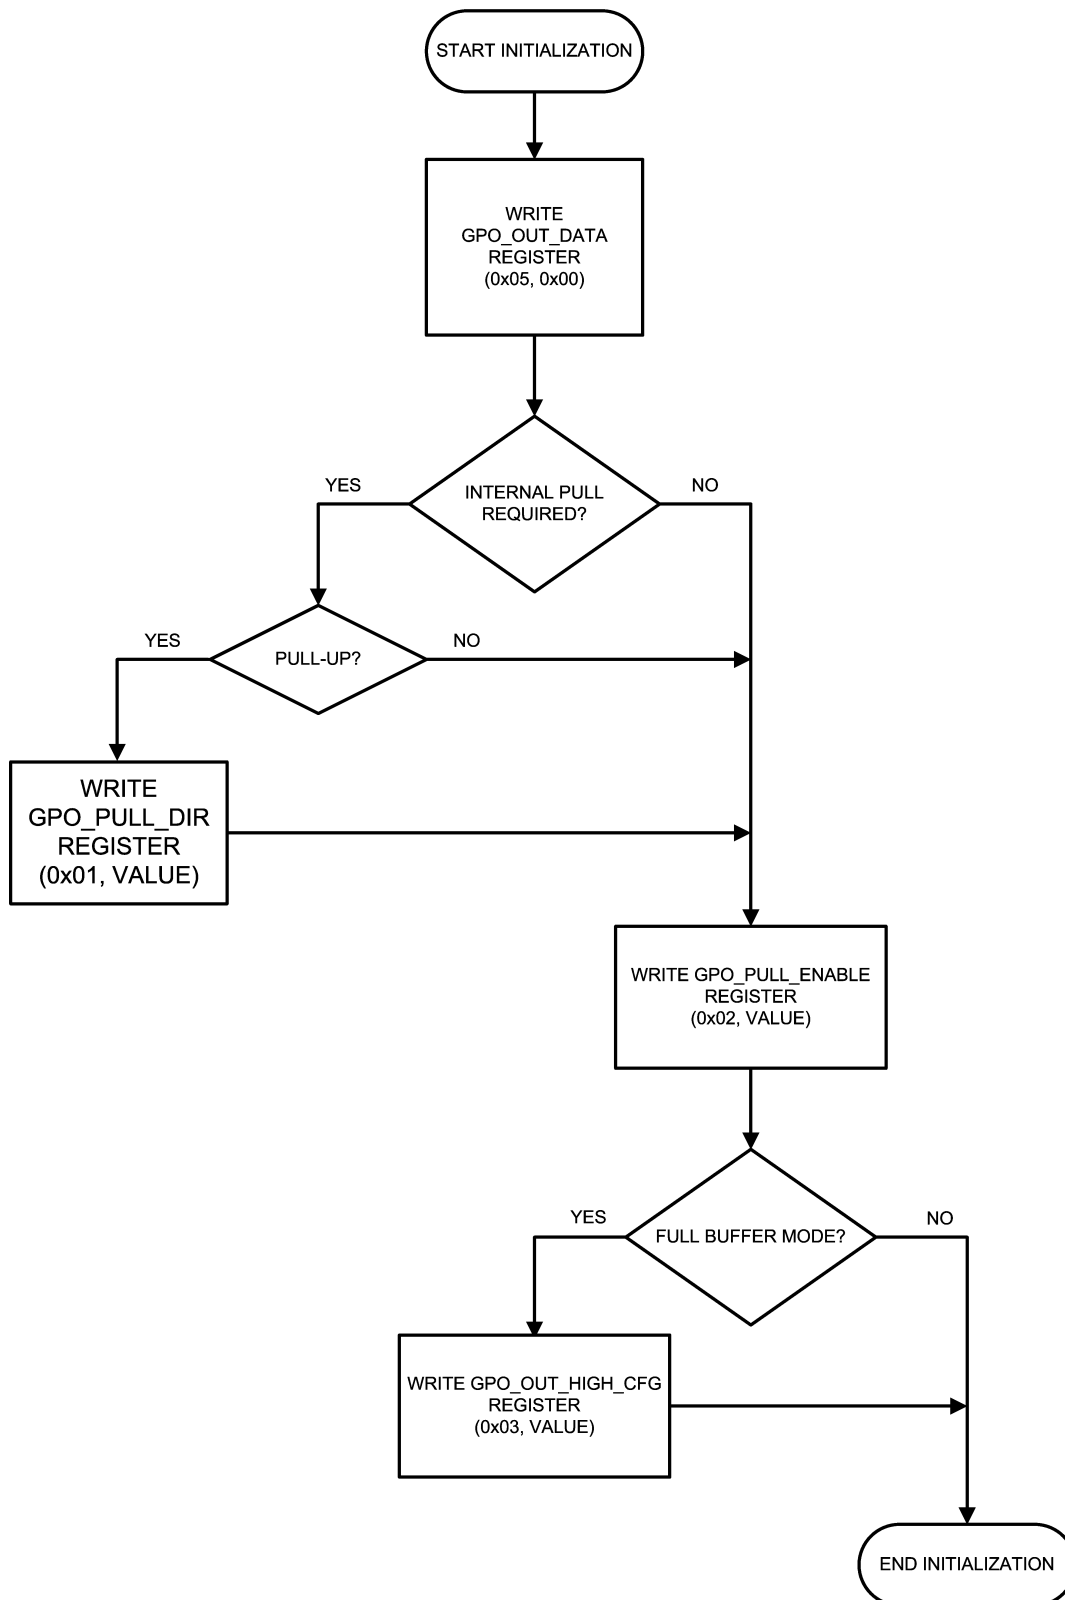 START INITIALIZATION
WRITE
GPO_OUT_DATA
REGISTER
(0x05, 0x00)
YES
INTERNAL PULL
REQUIRED?
NO
YES
PULL-UP?
NO
WRITE
GPO_PULL_DIR
REGISTER
(0x01, VALUE)
WRITE GPO_PULL_ENABLE
REGISTER
(0x02, VALUE)
YES
FULL BUFFER MODE?
NO
WRITE GPO_OUT_HIGH_CFG
REGISTER
(0x03, VALUE)
END INITIALIZATION